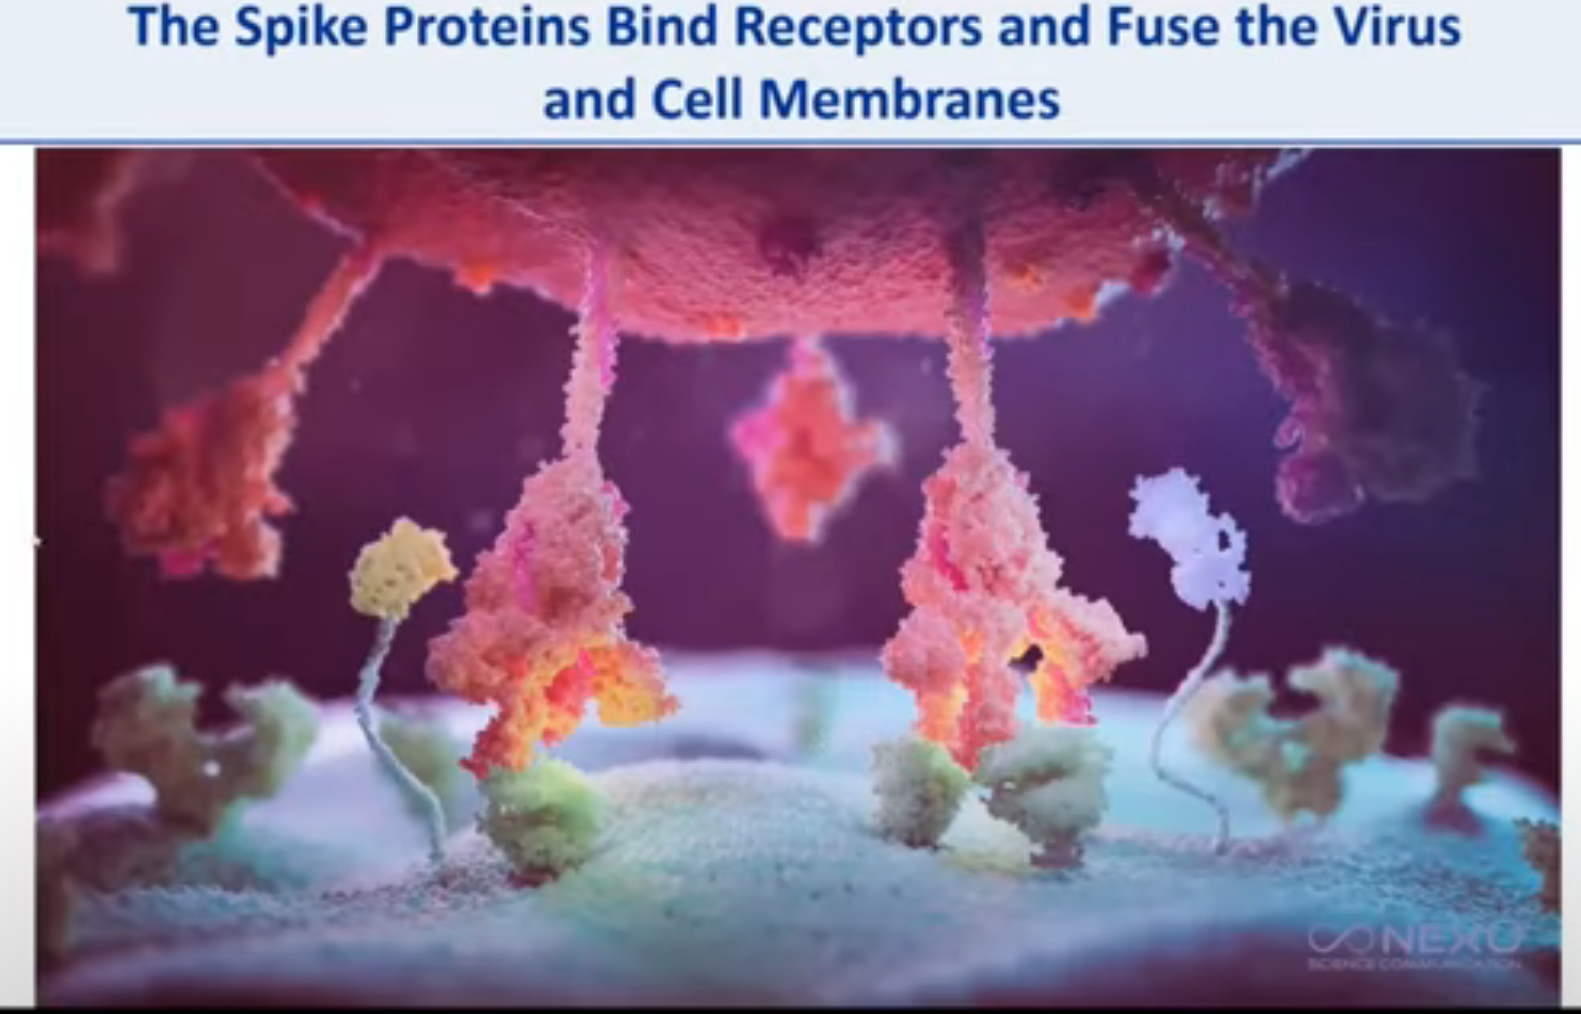 The Spike Proteins Bind Receptors and Fuse the Virus
and Cell Membranes
NEXU
SCIENCE COMMUNICATION